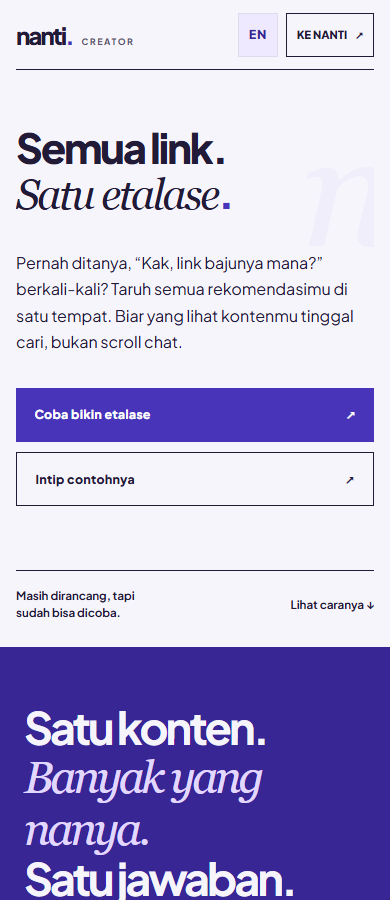 nanti. CREATOR
EN
KE NANTI ↗
Semua link.
Satu etalase.
n
Pernah ditanya, “Kak, link bajunya mana?”
berkali-kali? Taruh semua rekomendasimu di
satu tempat. Biar yang lihat kontenmu tinggal
cari, bukan scroll chat.
Coba bikin etalase ↗
Intip contohnya ↗
Masih dirancang, tapi
sudah bisa dicoba.
Lihat caranya ↓
Satu konten.
Banyak yang
nanya.
Satu jawaban.